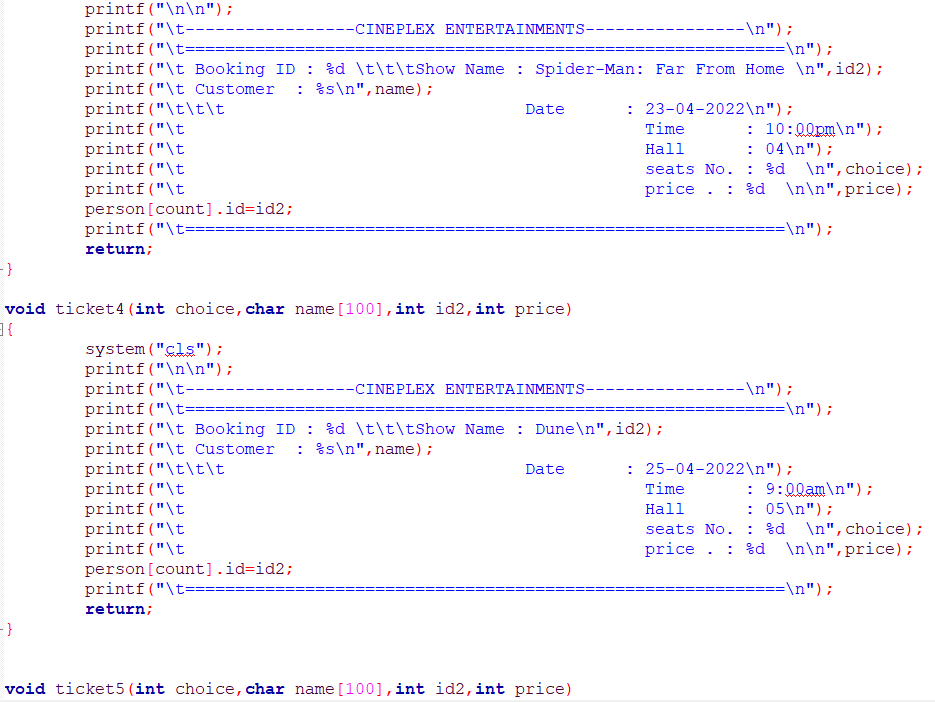 printf("\n\n");
printf("\t-----------------CINEPLEX ENTERTAINMENTS----------------\n");
printf("\t============================================================\n");
printf("\t Booking ID : %d \t\t\tShow Name : Spider-Man: Far From Home \n",id2);
printf("\t Customer  : %s\n",name);
printf("\t\t\t                              Date      : 23-04-2022\n");
printf("\t                                              Time      : 10:00pm\n");
printf("\t                                              Hall      : 04\n");
printf("\t                                              seats No. : %d  \n",choice);
printf("\t                                              price . : %d  \n\n",price);
person[count].id=id2;
printf("\t============================================================\n");
return;
}
void ticket4(int choice,char name[100],int id2,int price)
{
system("cls");
printf("\n\n");
printf("\t-----------------CINEPLEX ENTERTAINMENTS----------------\n");
printf("\t============================================================\n");
printf("\t Booking ID : %d \t\t\tShow Name : Dune\n",id2);
printf("\t Customer  : %s\n",name);
printf("\t\t\t                              Date      : 25-04-2022\n");
printf("\t                                              Time      : 9:00am\n");
printf("\t                                              Hall      : 05\n");
printf("\t                                              seats No. : %d  \n",choice);
printf("\t                                              price . : %d  \n\n",price);
person[count].id=id2;
printf("\t============================================================\n");
return;
}
void ticket5(int choice,char name[100],int id2,int price)